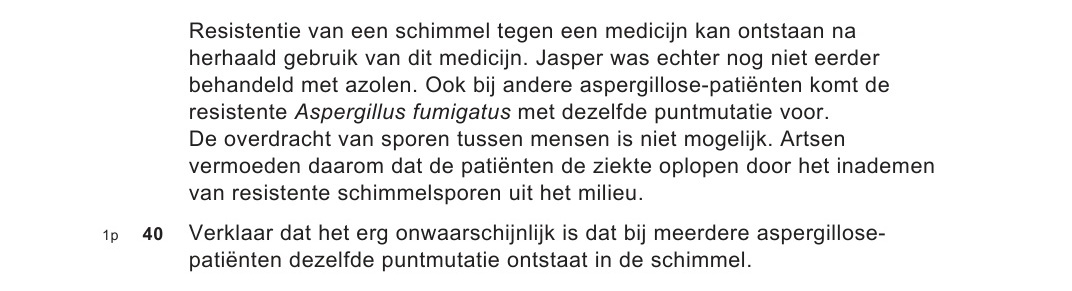 Resistentie van een schimmel tegen een medicijn kan ontstaan na
herhaald gebruik van dit medicijn. Jasper was echter nog niet eerder
behandeld met azolen. Ook bij andere aspergillose-patiënten komt de
resistente Aspergillus fumigatus met dezelfde puntmutatie voor.
De overdracht van sporen tussen mensen is niet mogelijk. Artsen
vermoeden daarom dat de patiënten de ziekte oplopen door het inademen
van resistente schimmelsporen uit het milieu.
1p 40 Verklaar dat het erg onwaarschijnlijk is dat bij meerdere aspergillose-
patiënten dezelfde puntmutatie ontstaat in de schimmel.